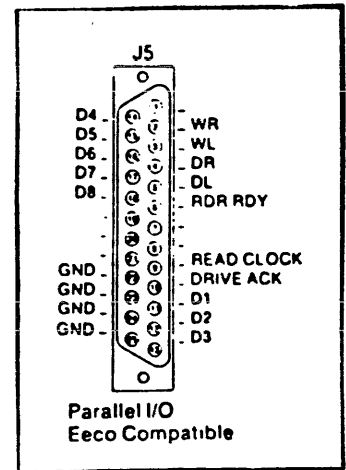 J5
D4
D5
D6
D7
D8
GND
GND
GND
GND
WR
WL
DR
DL
RDR RDY
READ CLOCK
DRIVE ACK
D1
D2
D3
Parallel I/O
Eeco Compatible